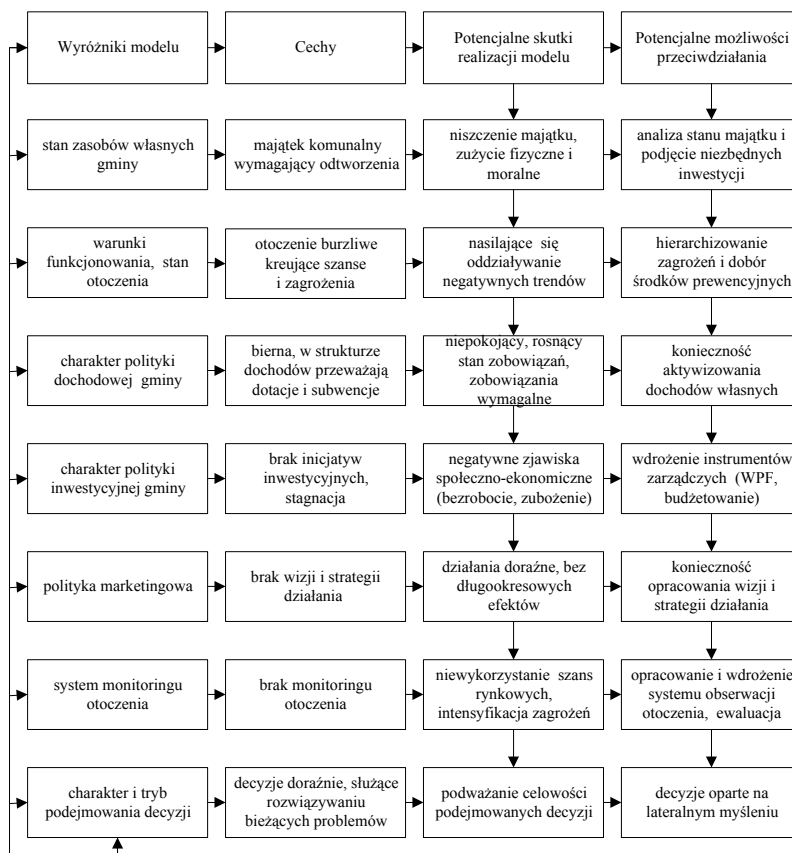 Wyróżniki modelu
Cechy
Potencjalne skutki
realizacji modelu
Potencjalne możliwości
przeciwdziałania
stan zasobów własnych
gminy
majątek komunalny
wymagający odtworzenia
niszczenie majątku,
zużycie fizyczne i
moralne
analiza stanu majątku i
podjęcie niezbędnych
inwestycji
warunki
funkcjonowania, stan
otoczenia
otoczenie burzliwe
kreujące szanse
i zagrożenia
nasilające się
oddziaływanie
negatywnych trendów
hierarchizowanie
zagrożeń i dobór
środków prewencyjnych
charakter polityki
dochodowej gminy
bierna, w strukturze
dochodów przeważają
dotacje i subwencje
niepokojący, rosnący
stan zobowiązań,
zobowiązania
wymagalne
konieczność
aktywizowania
dochodów własnych
charakter polityki
inwestycyjnej gminy
brak inicjatyw
inwestycyjnych,
stagnacja
negatywne zjawiska
społeczno-ekonomiczne
(bezrobocie, zubożenie)
wdrożenie instrumentów
zarządczych (WPF,
budżetowanie)
polityka marketingowa
brak wizji i strategii
działania
działania doraźne, bez
długookresowych
efektów
konieczność
opracowania wizji i
strategii działania
system monitoringu
otoczenia
brak monitoringu
otoczenia
niewykorzystanie szans
rynkowych,
intensyfikacja zagrożeń
opracowanie i wdrożenie
systemu obserwacji
otoczenia, ewaluacja
charakter i tryb
podejmowania decyzji
decyzje doraźnie, służące
rozwiązywaniu
bieżących problemów
podważanie celowości
podejmowanych decyzji
decyzje oparte na
lateralnym myśleniu